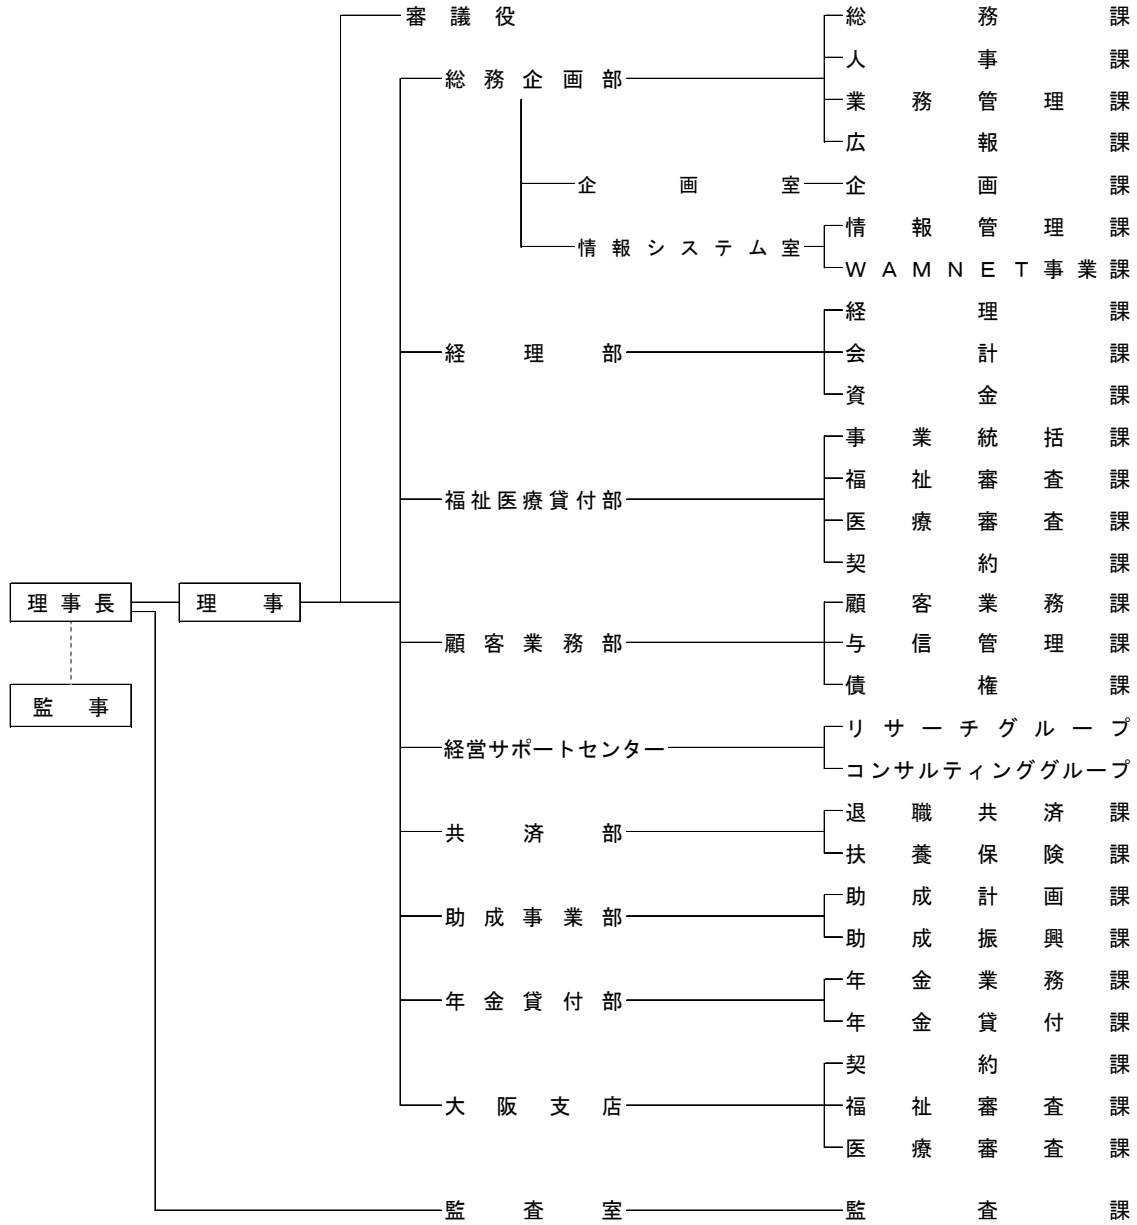 審議役 総務課
人事課
総務企画部
業務管理課
広報課
企画室 企画課
情報管理課
情報システム室
ＷＡＭＮＥＴ事業課
経理課
経理部 会計課
資金課
事業統括課
福祉審査課
福祉医療貸付部
医療審査課
契約課
理事長 理事 顧客業務課
顧客業務部 与信管理課
債権課
監事
リサーチグループ
経営サポートセンター
コンサルティンググループ
退職共済課
共済部
扶養保険課
助成計画課
助成事業部
助成振興課
年金業務課
年金貸付部
年金貸付課
契約課
大阪支店 福祉審査課
医療審査課
監査室 監査課